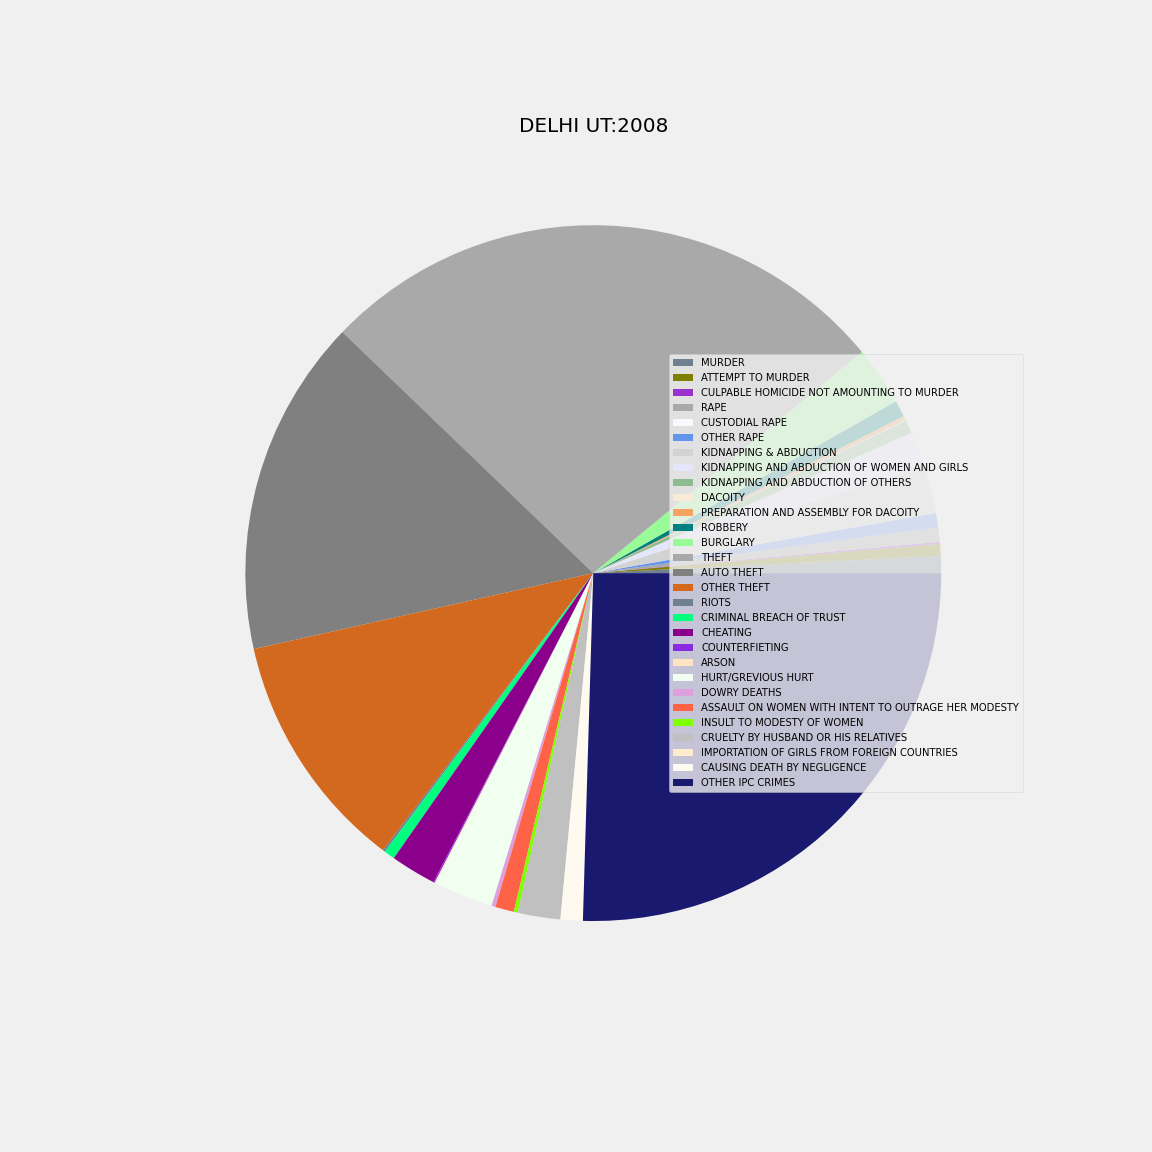 DELHI UT:2008
MURDER
ATTEMPT TO MURDER
CULPABLE HOMICIDE NOT AMOUNTING TO MURDER
RAPE
CUSTODIAL RAPE
OTHER RAPE
KIDNAPPING & ABDUCTION
KIDNAPPING AND ABDUCTION OF WOMEN AND GIRLS
KIDNAPPING AND ABDUCTION OF OTHERS
DACOITY
PREPARATION AND ASSEMBLY FOR DACOITY
ROBBERY
BURGLARY
THEFT
AUTO THEFT
OTHER THEFT
RIOTS
CRIMINAL BREACH OF TRUST
CHEATING
COUNTERFIETING
ARSON
HURT/GREVIOUS HURT
DOWRY DEATHS
ASSAULT ON WOMEN WITH INTENT TO OUTRAGE HER MODESTY
INSULT TO MODESTY OF WOMEN
CRUELTY BY HUSBAND OR HIS RELATIVES
IMPORTATION OF GIRLS FROM FOREIGN COUNTRIES
CAUSING DEATH BY NEGLIGENCE
OTHER IPC CRIMES